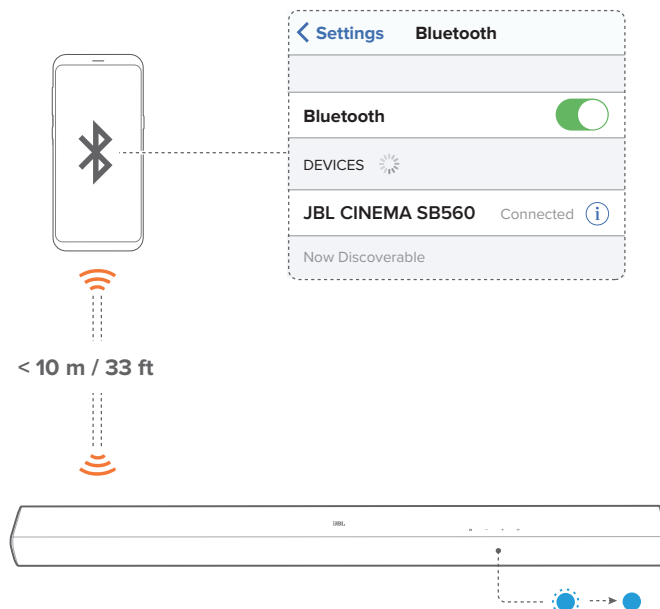 Settings Bluetooth
Bluetooth
DEVICES
JBL CINEMA SB560 Connected i
Now Discoverable
< 10 m / 33 ft
JBL